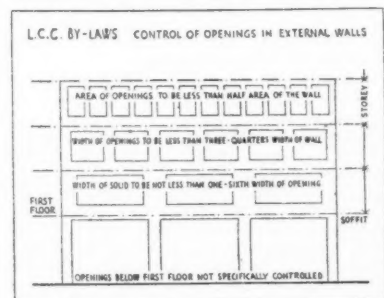 L.C.C. BY-LAWS CONTROL OF OPENINGS IN EXTERNAL WALLS
AREA OF OPENINGS TO BE LESS THAN HALF AREA OF THE WALL
STOREY
WIDTH OF OPENINGS TO BE LESS THAN THREE-QUARTERS WIDTH OF WALL
WIDTH OF SOLID TO BE NOT LESS THAN ONE-SIXTH WIDTH OF OPENING
FIRST
FLOOR
SOFFIT
OPENINGS BELOW FIRST FLOOR NOT SPECIFICALLY CONTROLLED